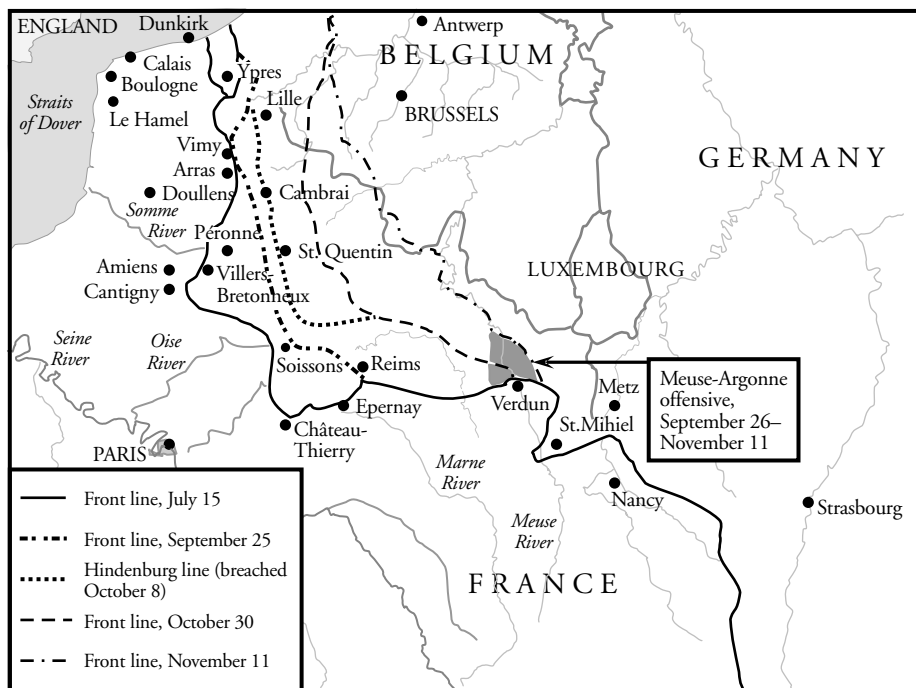 ENGLAND
Dunkirk
Antwerp
BELGIUM
Calais
Ypres
Boulogne
Straits
of Dover
Le Hamel
Lille
BRUSSELS
Vimy
GERMANY
Arras
Doullens
Cambrai
Somme
River
Péronne
St. Quentin
Amiens
Villers-
Bretonneux
LUXEMBOURG
Cantigny
Seine
River
Oise
River
Soissons
Reims
Meuse-Argonne
offensive,
September 26–
November 11
Metz
Verdun
Epernay
St.Mihiel
Château-
Thierry
PARIS
Marne
River
Nancy
Strasbourg
Meuse
River
FRANCE
Front line, July 15
Front line, September 25
Hindenburg line (breached
October 8)
Front line, October 30
Front line, November 11